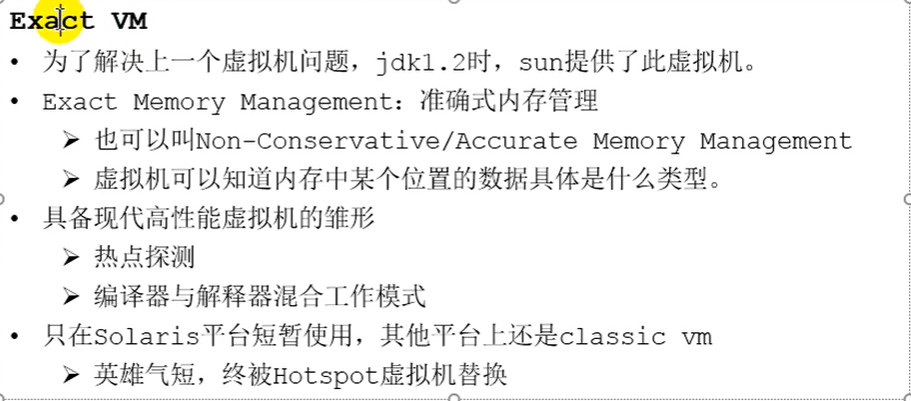 Exact VM
• 为了解决上一个虚拟机问题，jdk1.2时，sun提供了此虚拟机。
• Exact Memory Management：准确式内存管理
➢ 也可以叫Non-Conservative/Accurate Memory Management
➢ 虚拟机可以知道内存中某个位置的数据具体是什么类型。
• 具备现代高性能虚拟机的雏形
➢ 热点探测
➢ 编译器与解释器混合工作模式
• 只在Solaris平台短暂使用，其他平台上还是classic vm
➢ 英雄气短，终被Hotspot虚拟机替换